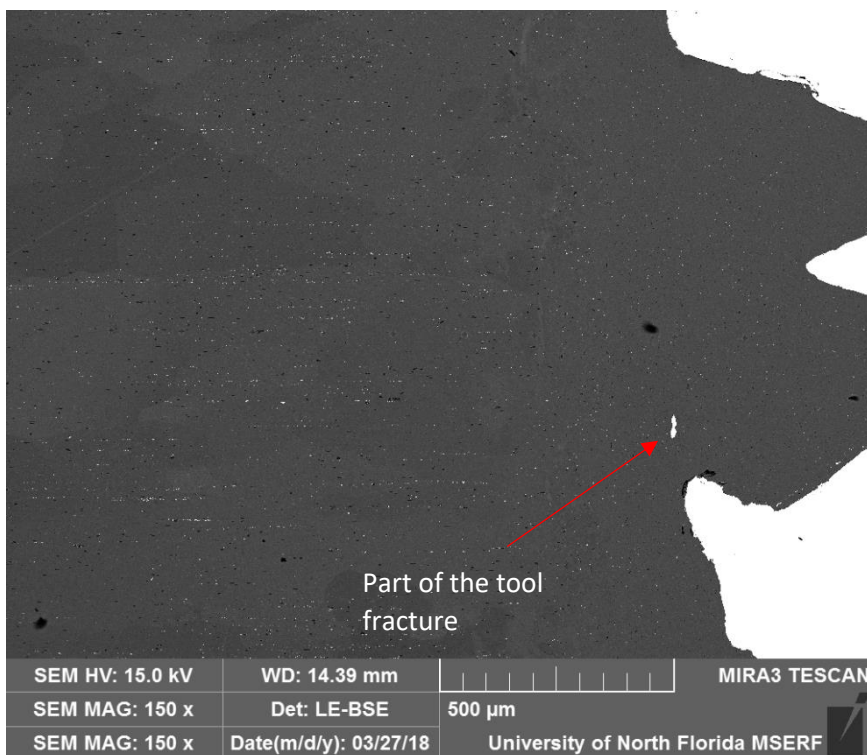 Part of the tool
fracture
SEM HV: 15.0 kV WD: 14.39 mm MIRA3 TESCAN
SEM MAG: 150 x Det: LE-BSE 500 µm
SEM MAG: 150 x Date(m/d/y): 03/27/18 University of North Florida MSERF